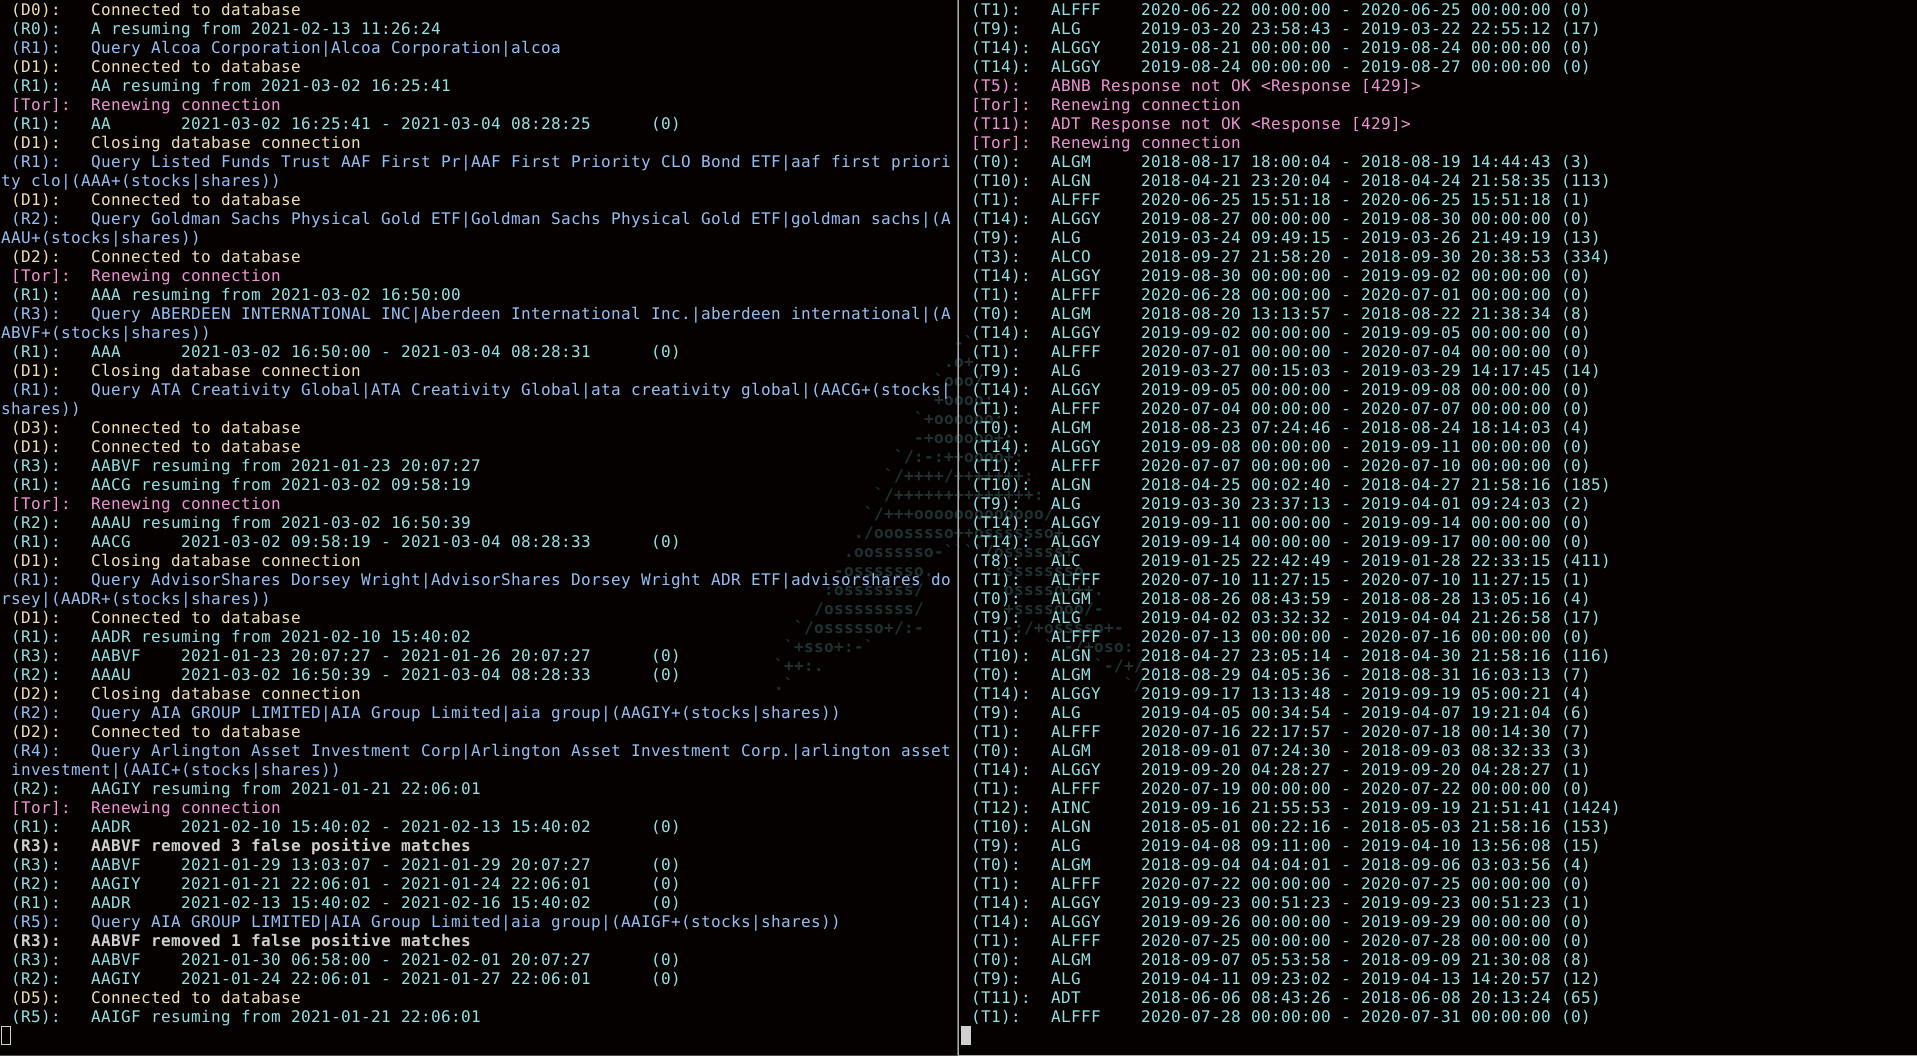 (D0): Connected to database
(R0): A resuming from 2021-02-13 11:26:24
(R1): Query Alcoa Corporation|Alcoa Corporation|alcoa
(D1): Connected to database
(R1): AA resuming from 2021-03-02 16:25:41
[Tor]: Renewing connection
(R1): AA 2021-03-02 16:25:41 - 2021-03-04 08:28:25 (0)
(D1): Closing database connection
(R1): Query Listed Funds Trust AAF First Pr|AAF First Priority CLO Bond ETF|aaf first priori
ty clo|(AAA+(stocks|shares))
(D1): Connected to database
(R2): Query Goldman Sachs Physical Gold ETF|Goldman Sachs Physical Gold ETF|goldman sachs|(A
AAU+(stocks|shares))
(D2): Connected to database
[Tor]: Renewing connection
(R1): AAA resuming from 2021-03-02 16:50:00
(R3): Query ABERDEEN INTERNATIONAL INC|Aberdeen International Inc.|aberdeen international|(A
ABVF+(stocks|shares))
(R1): AAA 2021-03-02 16:50:00 - 2021-03-04 08:28:31 (0)
(D1): Closing database connection
(R1): Query ATA Creativity Global|ATA Creativity Global|ata creativity global|(AACG+(stocks|
shares))
(D3): Connected to database
(D1): Connected to database
(R3): AABVF resuming from 2021-01-23 20:07:27
(R1): AACG resuming from 2021-03-02 09:58:19
[Tor]: Renewing connection
(R2): AAAU resuming from 2021-03-02 16:50:39
(R1): AACG 2021-03-02 09:58:19 - 2021-03-04 08:28:33 (0)
(D1): Closing database connection
(R1): Query AdvisorShares Dorsey Wright|AdvisorShares Dorsey Wright ADR ETF|advisorshares do
rsey|(AADR+(stocks|shares))
(D1): Connected to database
(R1): AADR resuming from 2021-02-10 15:40:02
(R3): AABVF 2021-01-23 20:07:27 - 2021-01-26 20:07:27 (0)
(R2): AAAU 2021-03-02 16:50:39 - 2021-03-04 08:28:33 (0)
(D2): Closing database connection
(R2): Query AIA GROUP LIMITED|AIA Group Limited|aia group|(AAGIY+(stocks|shares))
(D2): Connected to database
(R4): Query Arlington Asset Investment Corp|Arlington Asset Investment Corp.|arlington asset
investment|(AAIC+(stocks|shares))
(R2): AAGIY resuming from 2021-01-21 22:06:01
[Tor]: Renewing connection
(R1): AADR 2021-02-10 15:40:02 - 2021-02-13 15:40:02 (0)
(R3): AABVF removed 3 false positive matches
(R3): AABVF 2021-01-29 13:03:07 - 2021-01-29 20:07:27 (0)
(R2): AAGIY 2021-01-21 22:06:01 - 2021-01-24 22:06:01 (0)
(R1): AADR 2021-02-13 15:40:02 - 2021-02-16 15:40:02 (0)
(R5): Query AIA GROUP LIMITED|AIA Group Limited|aia group|(AAIGF+(stocks|shares))
(R3): AABVF removed 1 false positive matches
(R3): AABVF 2021-01-30 06:58:00 - 2021-02-01 20:07:27 (0)
(R2): AAGIY 2021-01-24 22:06:01 - 2021-01-27 22:06:01 (0)
(D5): Connected to database
(R5): AAIGF resuming from 2021-01-21 22:06:01
(T1): ALFFF 2020-06-22 00:00:00 - 2020-06-25 00:00:00 (0)
(T9): ALG 2019-03-20 23:58:43 - 2019-03-22 22:55:12 (17)
(T14): ALGGY 2019-08-21 00:00:00 - 2019-08-24 00:00:00 (0)
(T14): ALGGY 2019-08-24 00:00:00 - 2019-08-27 00:00:00 (0)
(T5): ABNB Response not OK <Response [429]>
[Tor]: Renewing connection
(T11): ADT Response not OK <Response [429]>
[Tor]: Renewing connection
(T0): ALGM 2018-08-17 18:00:04 - 2018-08-19 14:44:43 (3)
(T10): ALGN 2018-04-21 23:20:04 - 2018-04-24 21:58:35 (113)
(T1): ALFFF 2020-06-25 15:51:18 - 2020-06-25 15:51:18 (1)
(T14): ALGGY 2019-08-27 00:00:00 - 2019-08-30 00:00:00 (0)
(T9): ALG 2019-03-24 09:49:15 - 2019-03-26 21:49:19 (13)
(T3): ALCO 2018-09-27 21:58:20 - 2018-09-30 20:38:53 (334)
(T14): ALGGY 2019-08-30 00:00:00 - 2019-09-02 00:00:00 (0)
(T1): ALFFF 2020-06-28 00:00:00 - 2020-07-01 00:00:00 (0)
(T0): ALGM 2018-08-20 13:13:57 - 2018-08-22 21:38:34 (8)
(T14): ALGGY 2019-09-02 00:00:00 - 2019-09-05 00:00:00 (0)
(T1): ALFFF 2020-07-01 00:00:00 - 2020-07-04 00:00:00 (0)
(T9): ALG 2019-03-27 00:15:03 - 2019-03-29 14:17:45 (14)
(T14): ALGGY 2019-09-05 00:00:00 - 2019-09-08 00:00:00 (0)
(T1): ALFFF 2020-07-04 00:00:00 - 2020-07-07 00:00:00 (0)
(T0): ALGM 2018-08-23 07:24:46 - 2018-08-24 18:14:03 (4)
(T14): ALGGY 2019-09-08 00:00:00 - 2019-09-11 00:00:00 (0)
(T1): ALFFF 2020-07-07 00:00:00 - 2020-07-10 00:00:00 (0)
(T10): ALGN 2018-04-25 00:02:40 - 2018-04-27 21:58:16 (185)
(T9): ALG 2019-03-30 23:37:13 - 2019-04-01 09:24:03 (2)
(T14): ALGGY 2019-09-11 00:00:00 - 2019-09-14 00:00:00 (0)
(T14): ALGGY 2019-09-14 00:00:00 - 2019-09-17 00:00:00 (0)
(T8): ALC 2019-01-25 22:42:49 - 2019-01-28 22:33:15 (411)
(T1): ALFFF 2020-07-10 11:27:15 - 2020-07-10 11:27:15 (1)
(T0): ALGM 2018-08-26 08:43:59 - 2018-08-28 13:05:16 (4)
(T9): ALG 2019-04-02 03:32:32 - 2019-04-04 21:26:58 (17)
(T1): ALFFF 2020-07-13 00:00:00 - 2020-07-16 00:00:00 (0)
(T10): ALGN 2018-04-27 23:05:14 - 2018-04-30 21:58:16 (116)
(T0): ALGM 2018-08-29 04:05:36 - 2018-08-31 16:03:13 (7)
(T14): ALGGY 2019-09-17 13:13:48 - 2019-09-19 05:00:21 (4)
(T9): ALG 2019-04-05 00:34:54 - 2019-04-07 19:21:04 (6)
(T1): ALFFF 2020-07-16 22:17:57 - 2020-07-18 00:14:30 (7)
(T0): ALGM 2018-09-01 07:24:30 - 2018-09-03 08:32:33 (3)
(T14): ALGGY 2019-09-20 04:28:27 - 2019-09-20 04:28:27 (1)
(T1): ALFFF 2020-07-19 00:00:00 - 2020-07-22 00:00:00 (0)
(T12): AINC 2019-09-16 21:55:53 - 2019-09-19 21:51:41 (1424)
(T10): ALGN 2018-05-01 00:22:16 - 2018-05-03 21:58:16 (153)
(T9): ALG 2019-04-08 09:11:00 - 2019-04-10 13:56:08 (15)
(T0): ALGM 2018-09-04 04:04:01 - 2018-09-06 03:03:56 (4)
(T1): ALFFF 2020-07-22 00:00:00 - 2020-07-25 00:00:00 (0)
(T14): ALGGY 2019-09-23 00:51:23 - 2019-09-23 00:51:23 (1)
(T14): ALGGY 2019-09-26 00:00:00 - 2019-09-29 00:00:00 (0)
(T1): ALFFF 2020-07-25 00:00:00 - 2020-07-28 00:00:00 (0)
(T0): ALGM 2018-09-07 05:53:58 - 2018-09-09 21:30:08 (8)
(T9): ALG 2019-04-11 09:23:02 - 2019-04-13 14:20:57 (12)
(T11): ADT 2018-06-06 08:43:26 - 2018-06-08 20:13:24 (65)
(T1): ALFFF 2020-07-28 00:00:00 - 2020-07-31 00:00:00 (0)